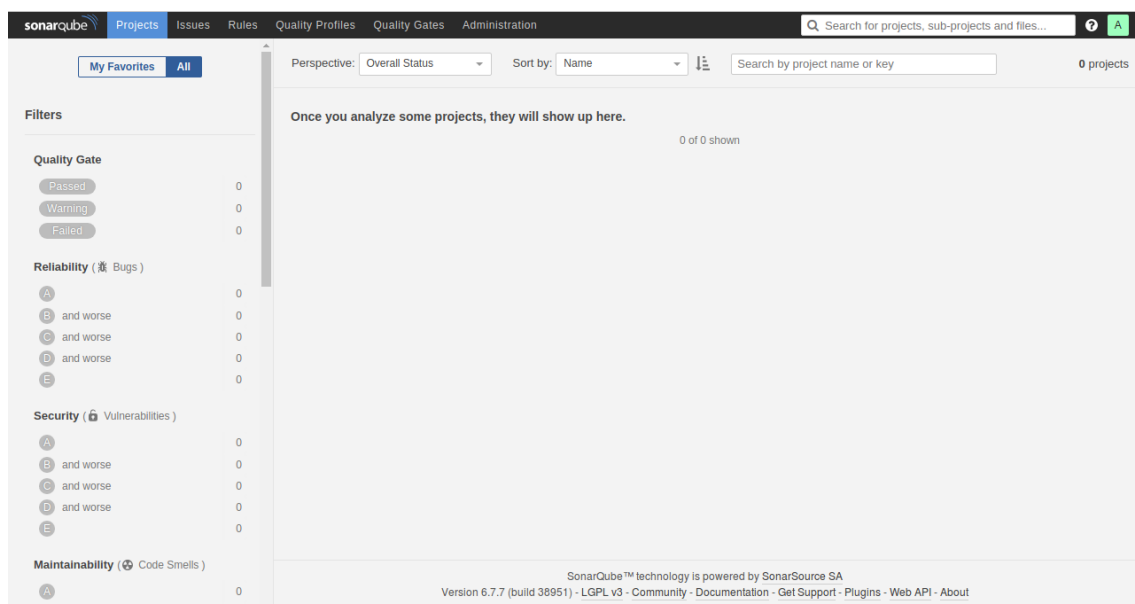 sonarqube Projects Issues Rules Quality Profiles Quality Gates Administration Search for projects, sub-projects and files... ? A
My Favorites All
Perspective: Overall Status Sort by: Name Search by project name or key 0 projects
Filters
Once you analyze some projects, they will show up here.
0 of 0 shown
Quality Gate
Passed 0
Warning 0
Failed 0
Reliability ( Bugs )
A 0
B and worse 0
C and worse 0
D and worse 0
E 0
Security ( Vulnerabilities )
A 0
B and worse 0
C and worse 0
D and worse 0
E 0
Maintainability ( Code Smells )
A 0
SonarQube™ technology is powered by SonarSource SA
Version 6.7.7 (build 38951) - LGPL v3 - Community - Documentation - Get Support - Plugins - Web API - About